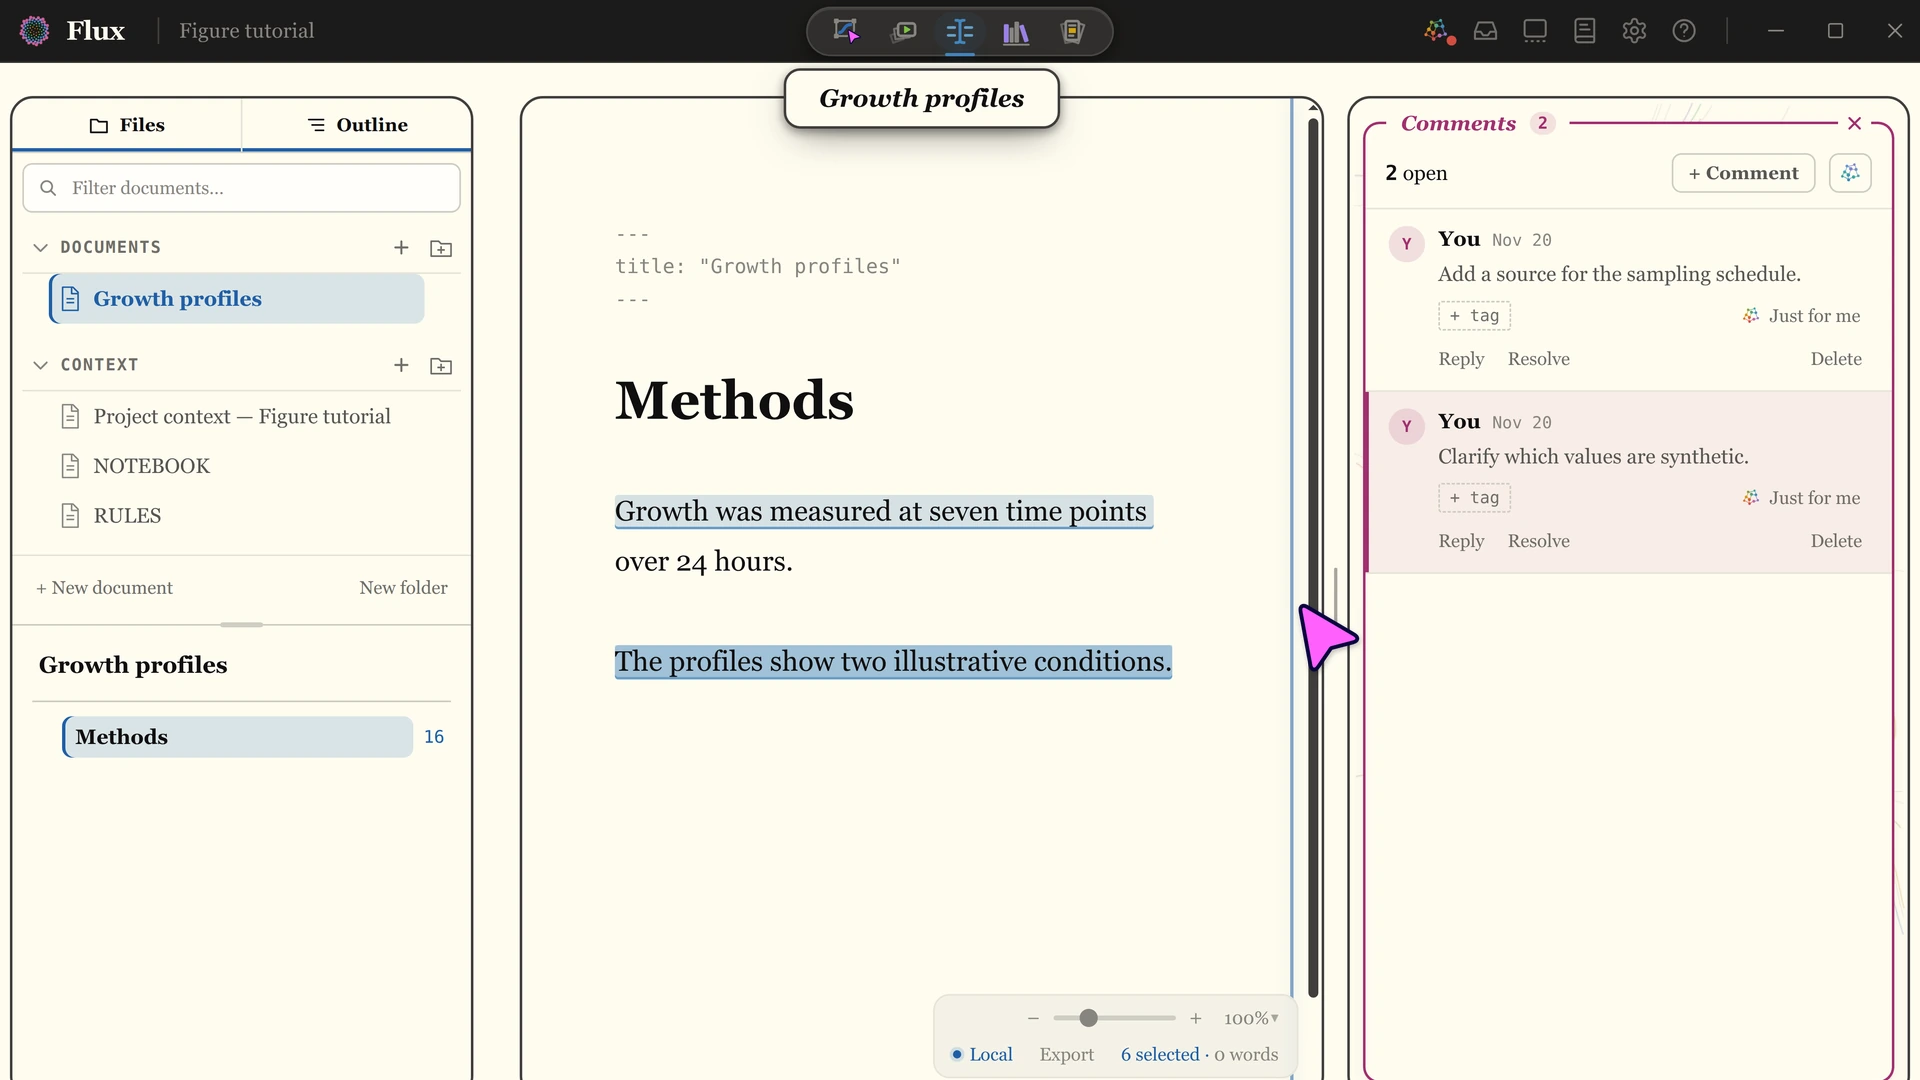 Flux
Figure tutorial
Growth profiles
Files
Outline
Filter documents...
DOCUMENTS
Growth profiles
CONTEXT
Project context — Figure tutorial
NOTEBOOK
RULES
+ New document
New folder
Growth profiles
Methods
16
---
title: "Growth profiles"
---
Methods
Growth was measured at seven time points
over 24 hours.
The profiles show two illustrative conditions.
− + 100%▾
Local
Export
6 selected · 0 words
Comments 2
2 open
+ Comment
Y
You Nov 20
Add a source for the sampling schedule.
+ tag
Just for me
Reply Resolve
Delete
Y
You Nov 20
Clarify which values are synthetic.
+ tag
Just for me
Reply Resolve
Delete